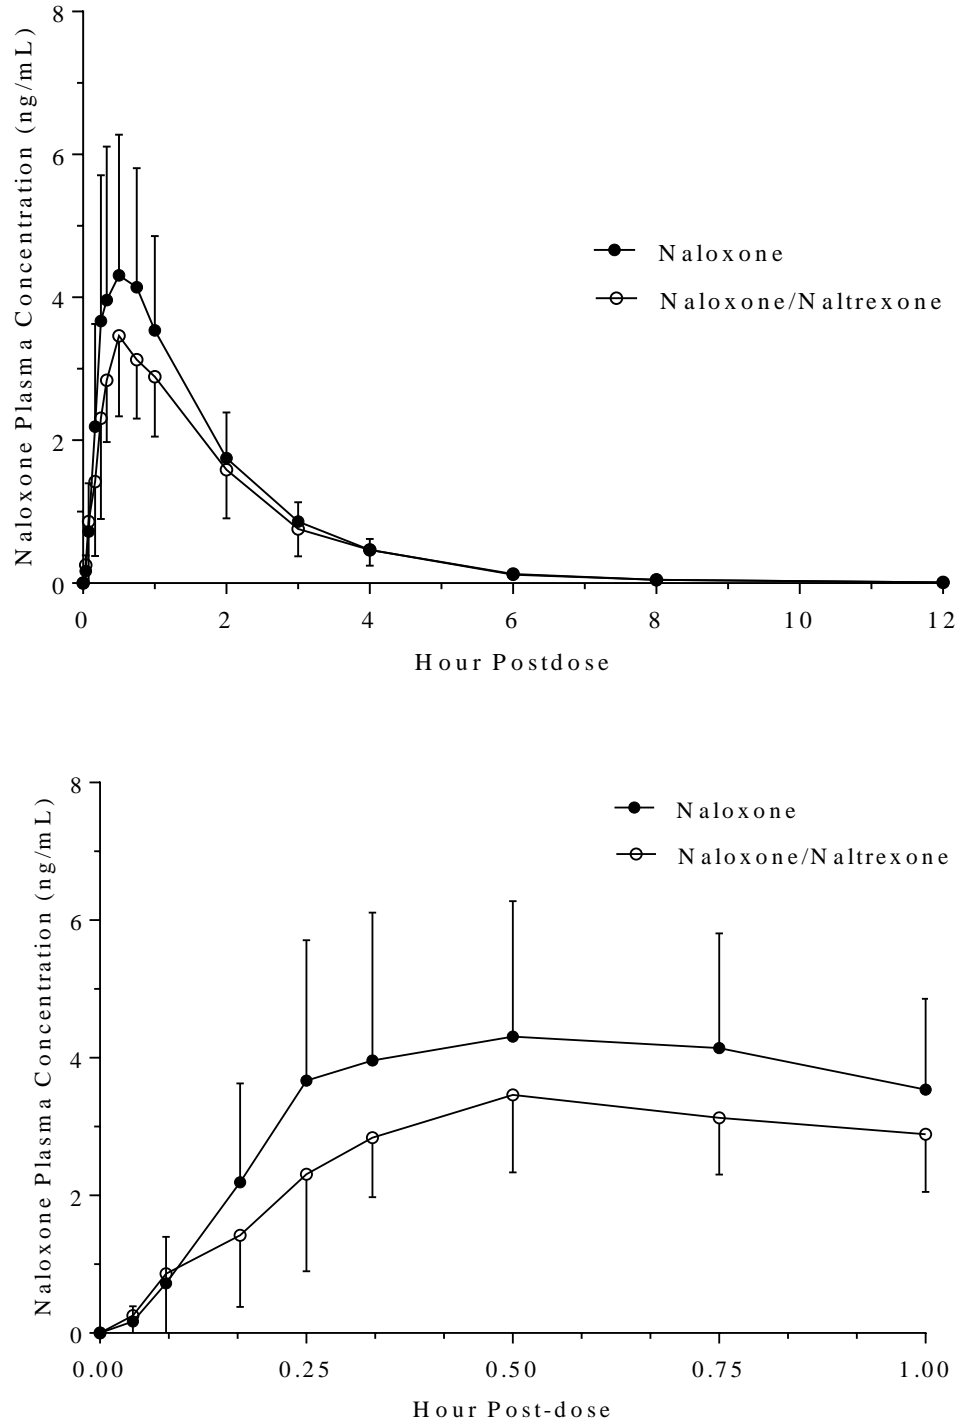 8
6
4
2
0
Naloxone Plasma Concentration (ng/mL)
Naloxone
Naloxone/Naltrexone
0 2 4 6 8 10 12
Hour Postdose
8
6
4
2
0
Naloxone Plasma Concentration (ng/mL)
Naloxone
Naloxone/Naltrexone
0.00 0.25 0.50 0.75 1.00
Hour Post-dose